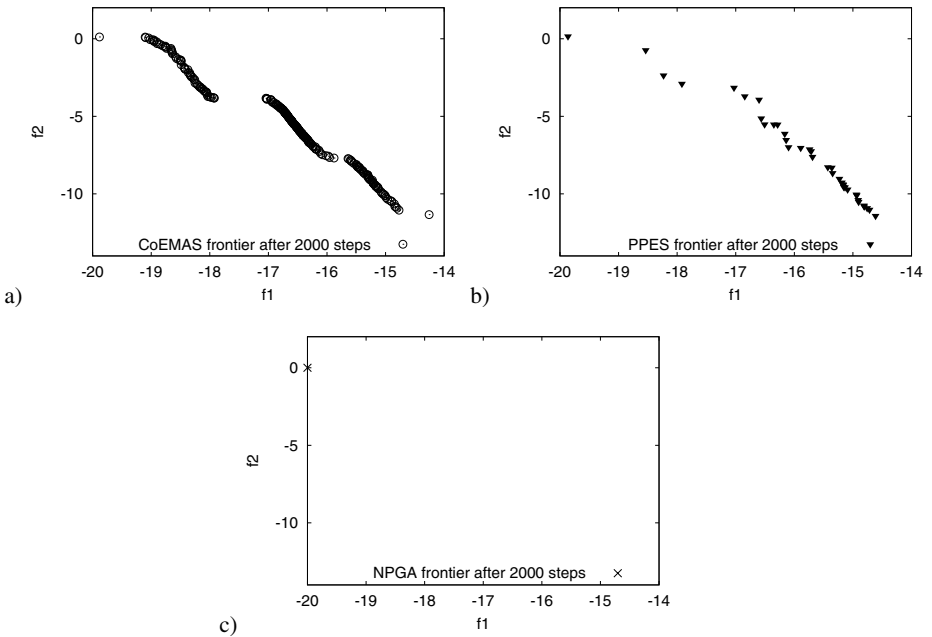 0
-5
-10
f2
CoEMAS frontier after 2000 steps
-20 -19 -18 -17 -16 -15 -14
f1
a)
0
-5
-10
f2
PPES frontier after 2000 steps
-20 -19 -18 -17 -16 -15 -14
f1
b)
0
-5
-10
f2
NPGA frontier after 2000 steps
-20 -19 -18 -17 -16 -15 -14
f1
c)